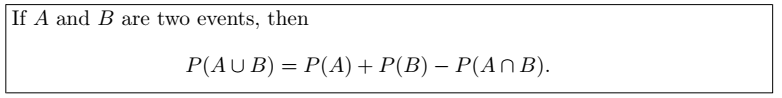 If A and B are two events, then
P(A ∪ B) = P(A) + P(B) − P(A ∩ B).